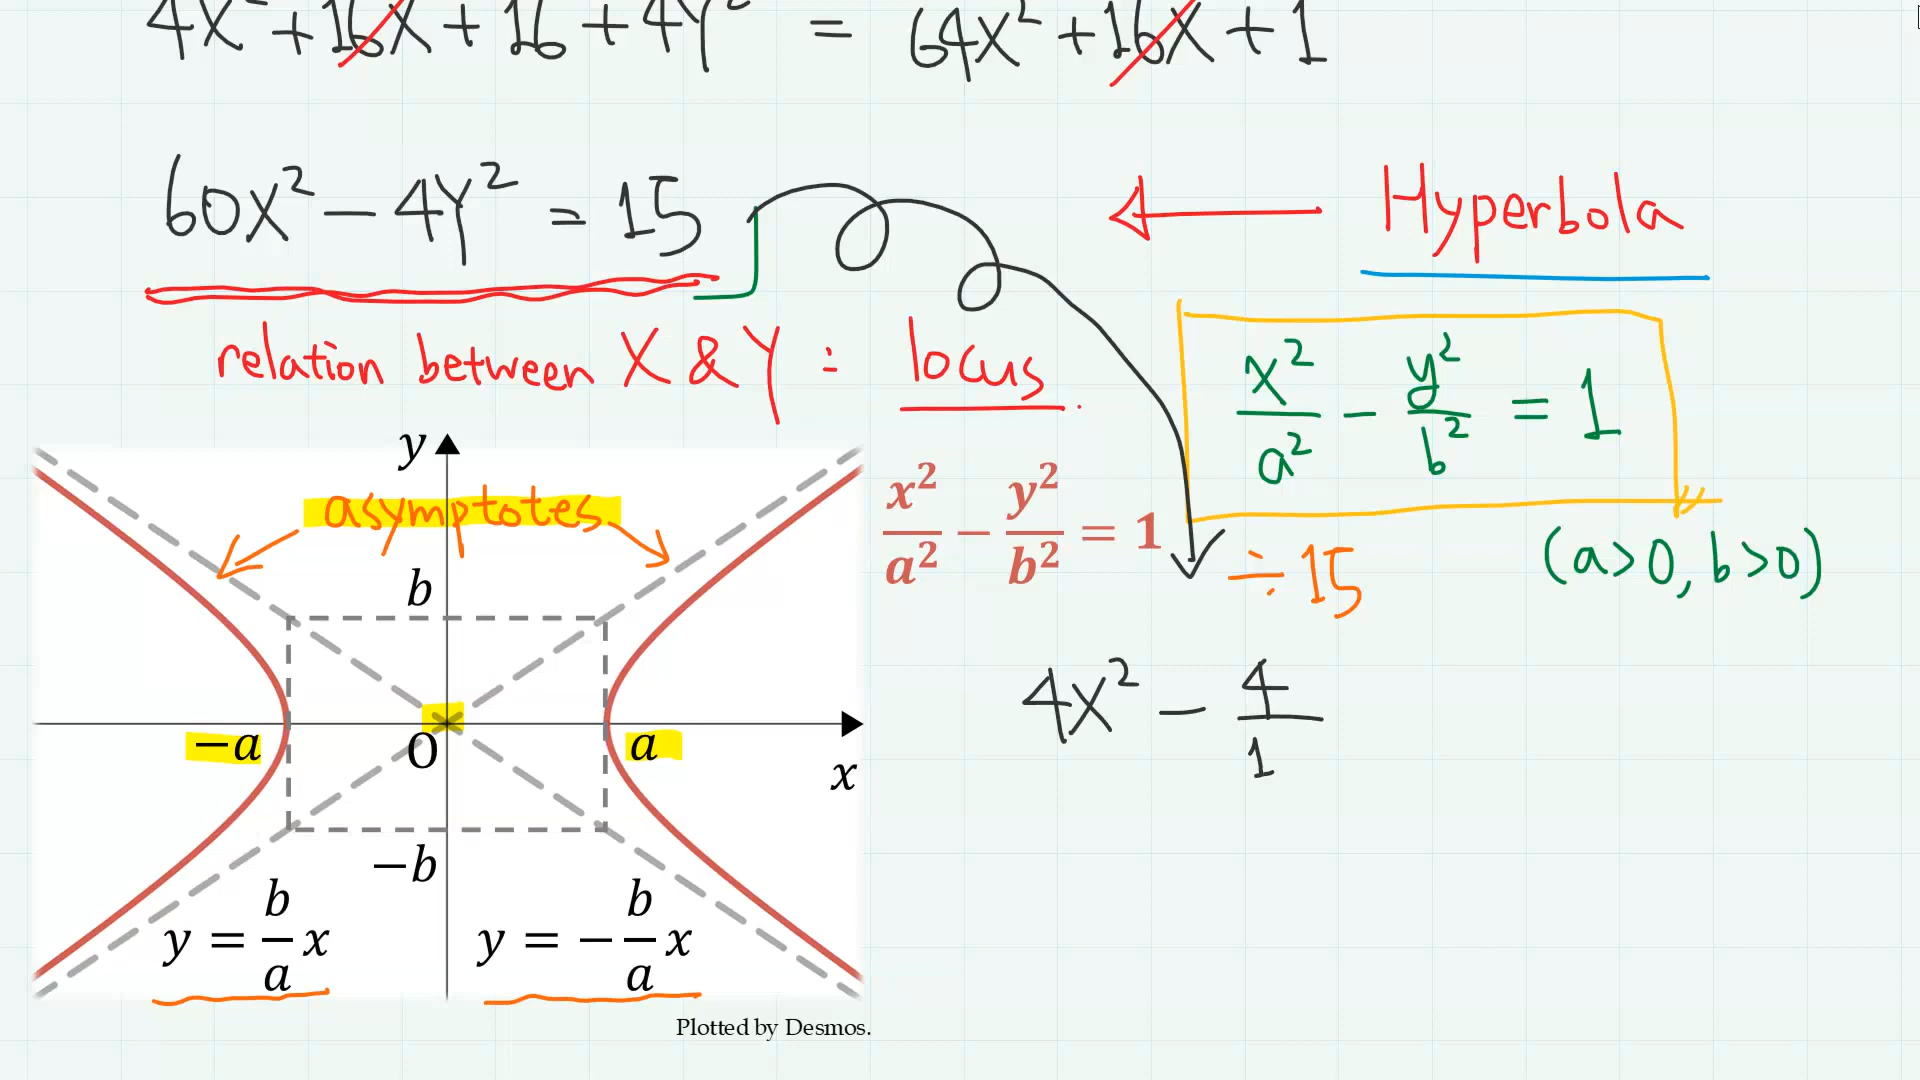 4x² + 16x + 16 + 4y² = 64x² + 16x + 1
60x² − 4y² = 15
Hyperbola
relation between X & Y : locus
x²/a² − y²/b² = 1
(a>0, b>0)
x²/a² − y²/b² = 1
÷ 15
y
asymptotes
b
−a
O
a
x
−b
y = b/a x
y = − b/a x
4x² − 4/1
Plotted by Desmos.